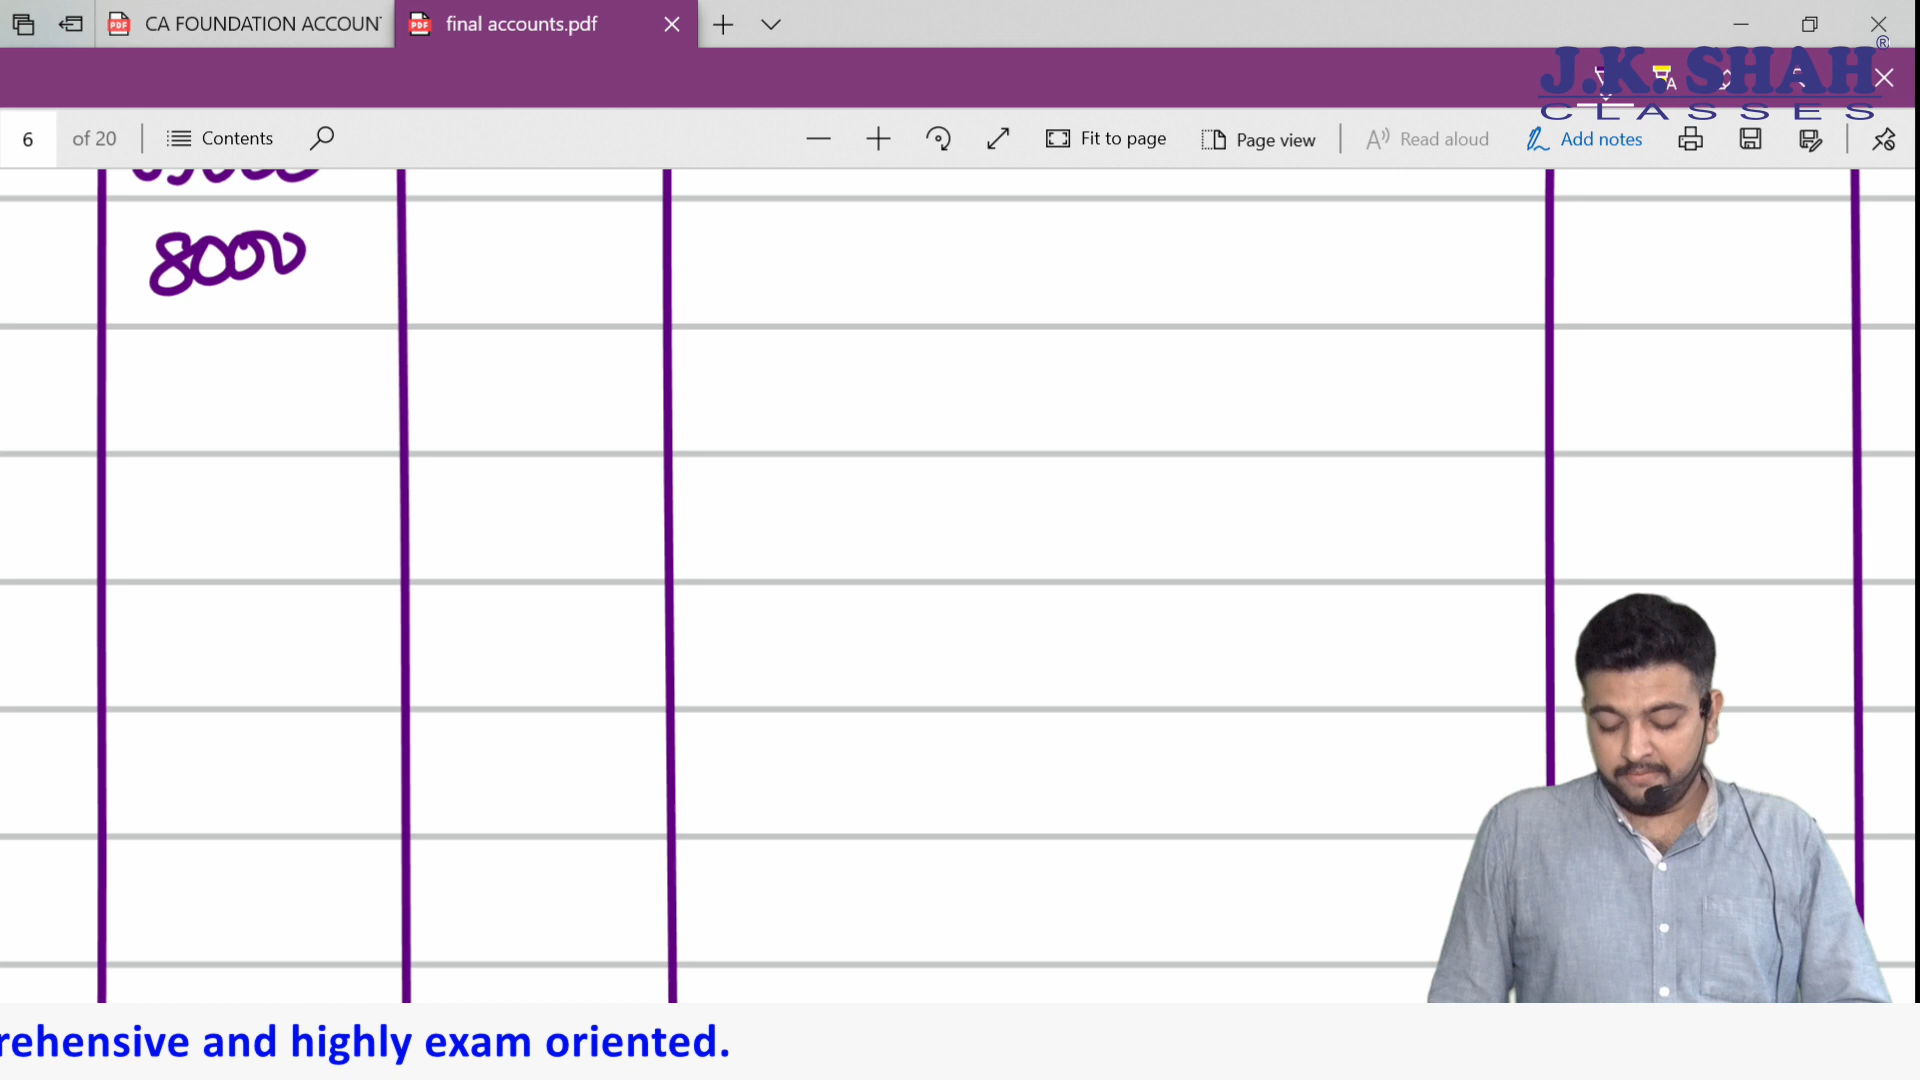 CA FOUNDATION ACCOUN
final accounts.pdf
J.K. SHAH®
CLASSES
6 of 20
Contents
Fit to page
Page view
Read aloud
Add notes
8000
rehensive and highly exam oriented.